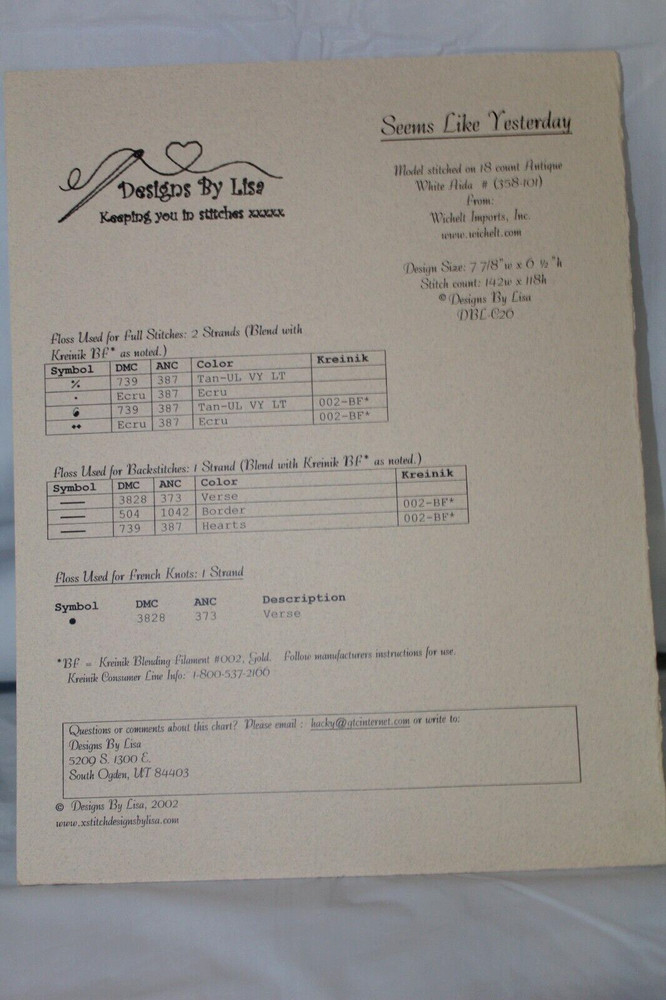 Seems Like Yesterday
Designs By Lisa
Keeping you in stitches xxxxx
Model stitched on 18 count Antique
White Aida # (358-101)
From:
Wichelt Imports, Inc.
www.wichelt.com
Design Size: 7 7/8"w x 6 ½ "h
Stitch count: 142w x 118h
© Designs By Lisa
DBL-C26
Floss Used for Full Stitches: 2 Strands (Blend with
Kreinik BF* as noted.)
Symbol DMC ANC Color Kreinik
٪ 739 387 Tan-UL VY LT
· Ecru 387 Ecru
739 387 Tan-UL VY LT 002-BF*
↔ Ecru 387 Ecru 002-BF*
Floss Used for Backstitches: 1 Strand (Blend with Kreinik BF* as noted.)
Symbol DMC ANC Color Kreinik
— 3828 373 Verse
— 504 1042 Border 002-BF*
— 739 387 Hearts 002-BF*
Floss Used for French Knots: 1 Strand
Symbol DMC ANC Description
● 3828 373 Verse
*BF = Kreinik Blending Filament #002, Gold. Follow manufacturers instructions for use.
Kreinik Consumer Line Info: 1-800-537-2166
Questions or comments about this chart? Please email : hacky@qtcinternet.com or write to:
Designs By Lisa
5209 S. 1300 E.
South Ogden, UT 84403
© Designs By Lisa, 2002
www.xstitchdesignsbylisa.com